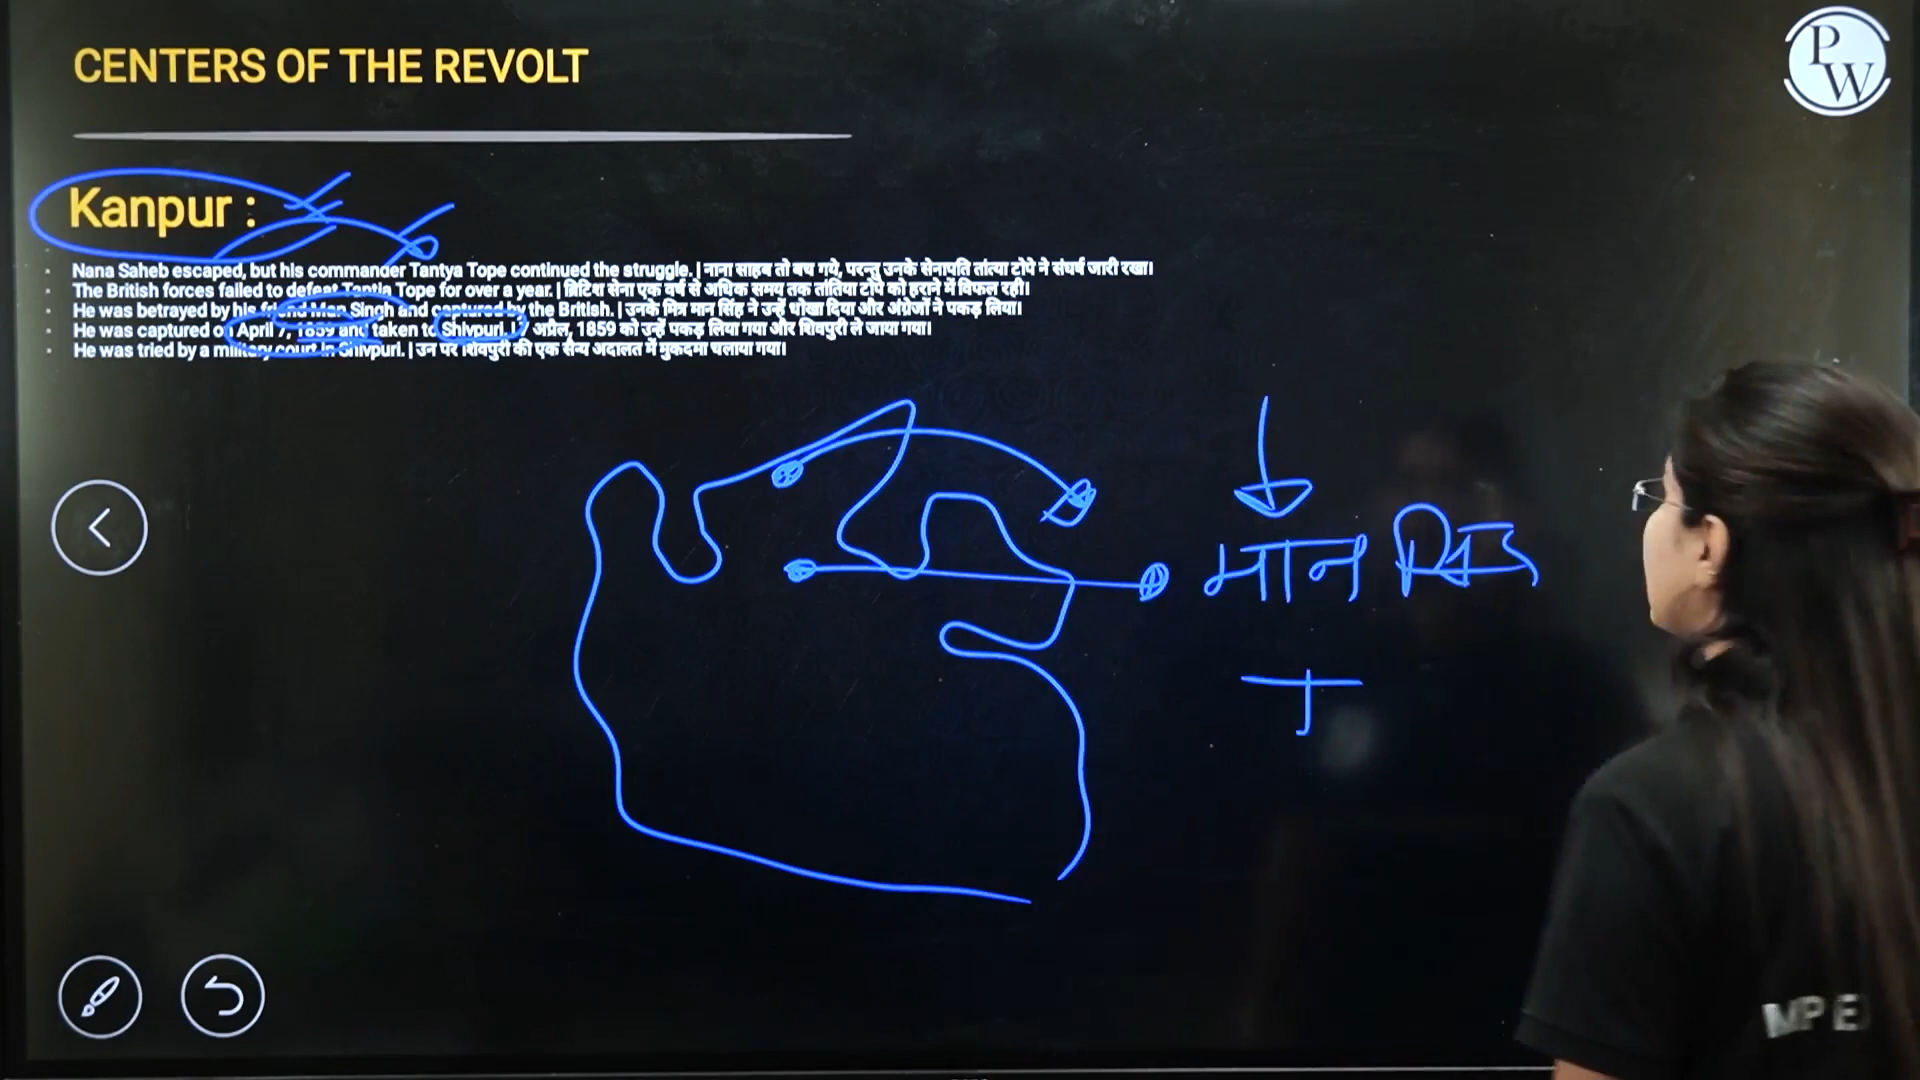 CENTERS OF THE REVOLT
PW
Kanpur :
Nana Saheb escaped, but his commander Tantya Tope continued the struggle. | नाना साहब तो बच गये, परन्तु उनके सेनापति तांत्या टोपे ने संघर्ष जारी रखा।
The British forces failed to defeat Tantia Tope for over a year. | ब्रिटिश सेना एक वर्ष से अधिक समय तक तांतिया टोपे को हराने में विफल रही।
He was betrayed by his friend Man Singh and captured by the British. | उनके मित्र मान सिंह ने उन्हें धोखा दिया और अंग्रेजों ने पकड़ लिया।
He was captured on April 7, 1859 and taken to Shivpuri. | 7 अप्रैल, 1859 को उन्हें पकड़ लिया गया और शिवपुरी ले जाया गया।
He was tried by a military court in Shivpuri. | उन पर शिवपुरी की एक सैन्य अदालत में मुकदमा चलाया गया।
मान सिंह
MP E